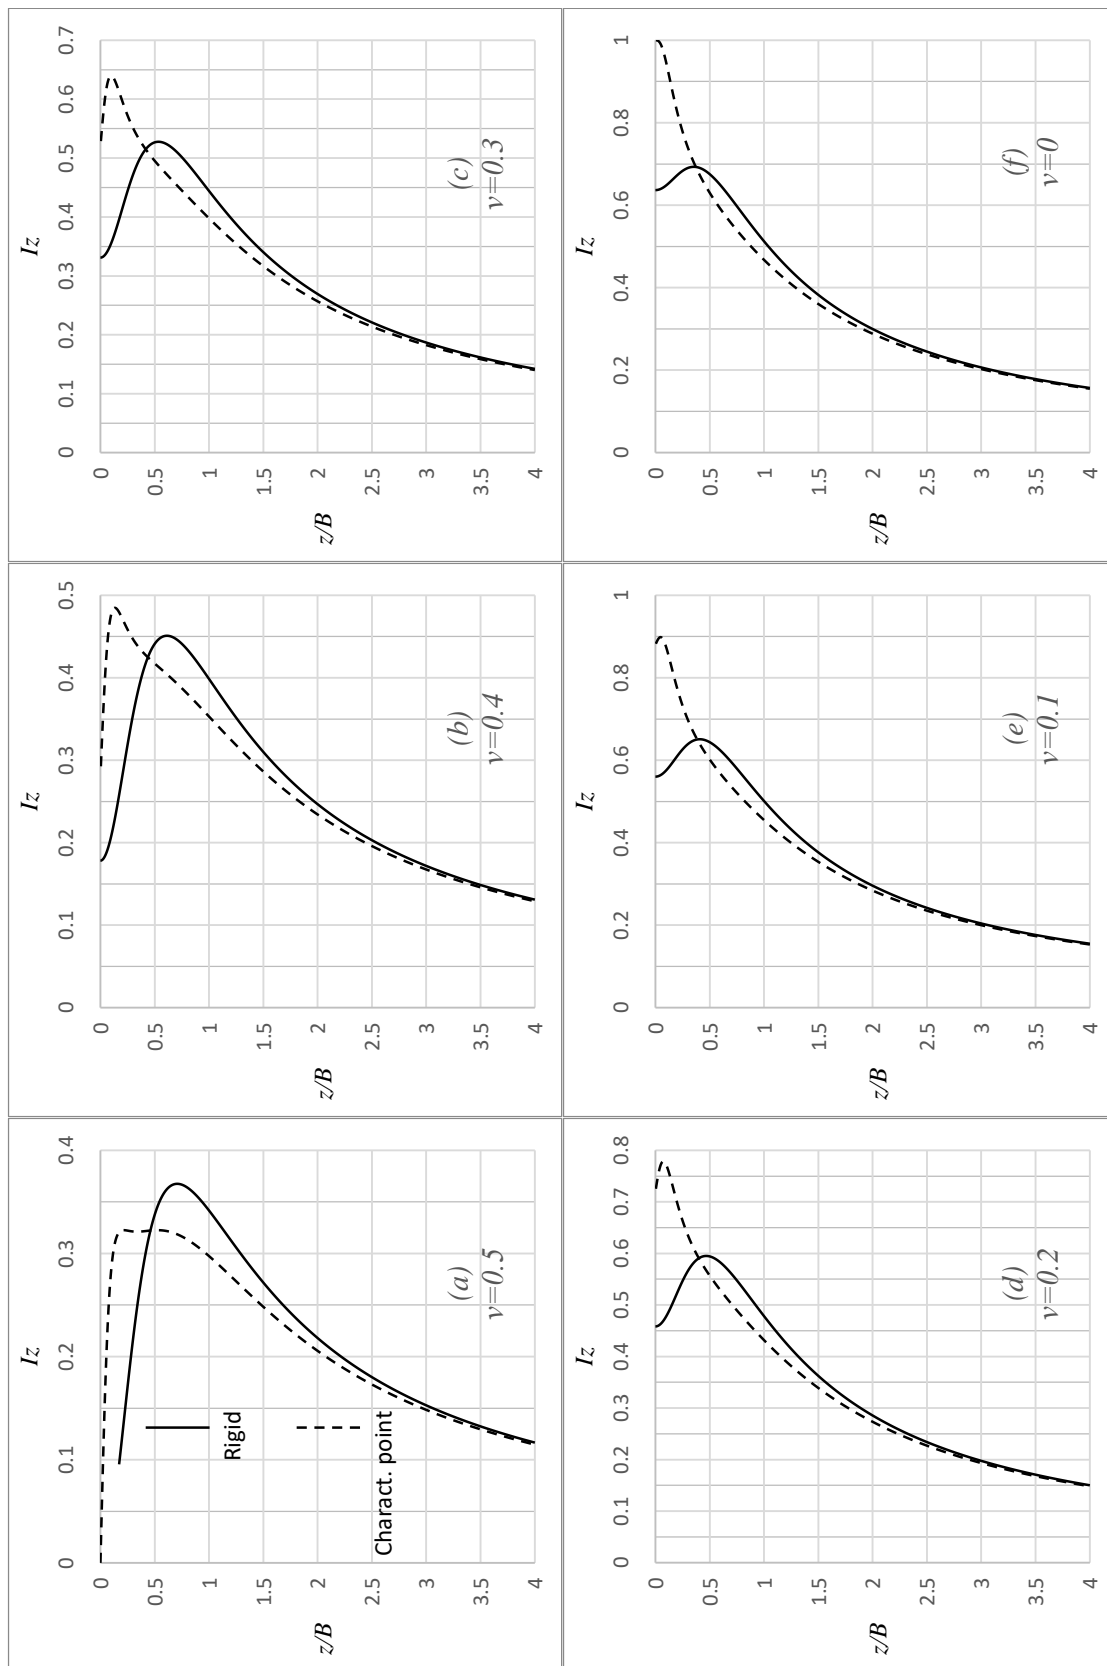 Iz
0 0.1 0.2 0.3 0.4
0
0.5
1
1.5
2
2.5
3
3.5
4
z/B
Rigid
Charact. point
(a)
ν=0.5
Iz
0 0.1 0.2 0.3 0.4 0.5
0
0.5
1
1.5
2
2.5
3
3.5
4
z/B
(b)
ν=0.4
Iz
0 0.1 0.2 0.3 0.4 0.5 0.6 0.7
0
0.5
1
1.5
2
2.5
3
3.5
4
z/B
(c)
ν=0.3
Iz
0 0.1 0.2 0.3 0.4 0.5 0.6 0.7 0.8
0
0.5
1
1.5
2
2.5
3
3.5
4
z/B
(d)
ν=0.2
Iz
0 0.2 0.4 0.6 0.8 1
0
0.5
1
1.5
2
2.5
3
3.5
4
z/B
(e)
ν=0.1
Iz
0 0.2 0.4 0.6 0.8 1
0
0.5
1
1.5
2
2.5
3
3.5
4
z/B
(f)
ν=0